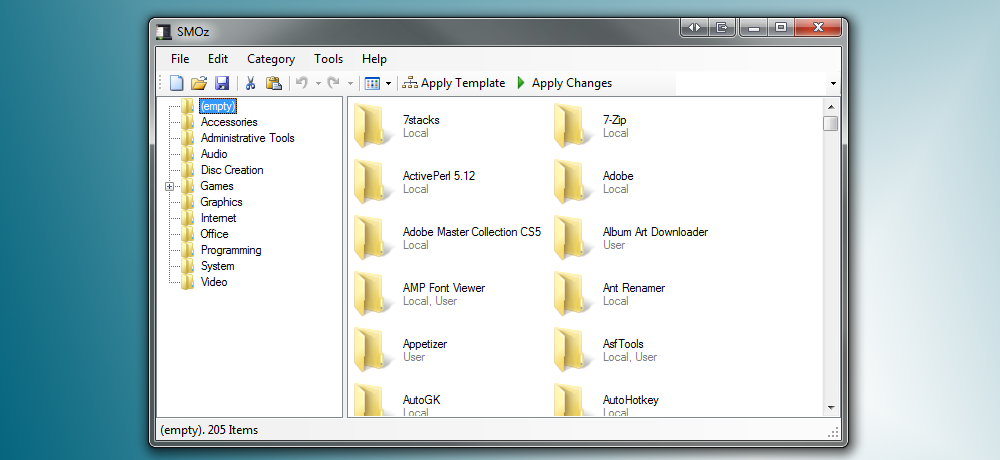 SMOz
File Edit Category Tools Help
Apply Template Apply Changes
(empty)
Accessories
Administrative Tools
Audio
Disc Creation
Games
Graphics
Internet
Office
Programming
System
Video
7stacks
Local
7-Zip
Local
ActivePerl 5.12
Local
Adobe
Local
Adobe Master Collection CS5
Local
Album Art Downloader
User
AMP Font Viewer
Local, User
Ant Renamer
Local
Appetizer
User
AsfTools
Local, User
AutoGK
Local
AutoHotkey
Local
(empty). 205 Items